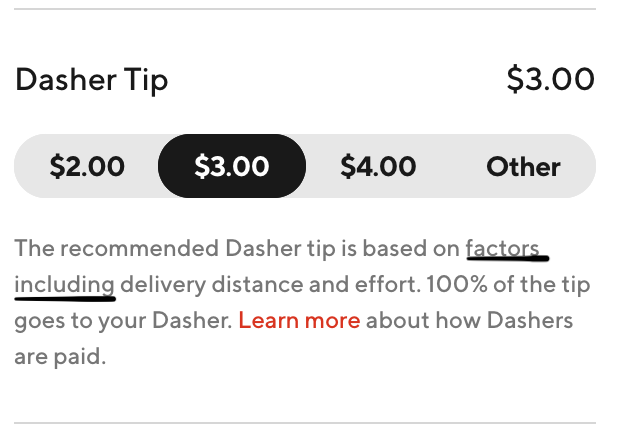 Dasher Tip $3.00
$2.00 $3.00 $4.00 Other
The recommended Dasher tip is based on factors
including delivery distance and effort. 100% of the tip
goes to your Dasher. Learn more about how Dashers
are paid.